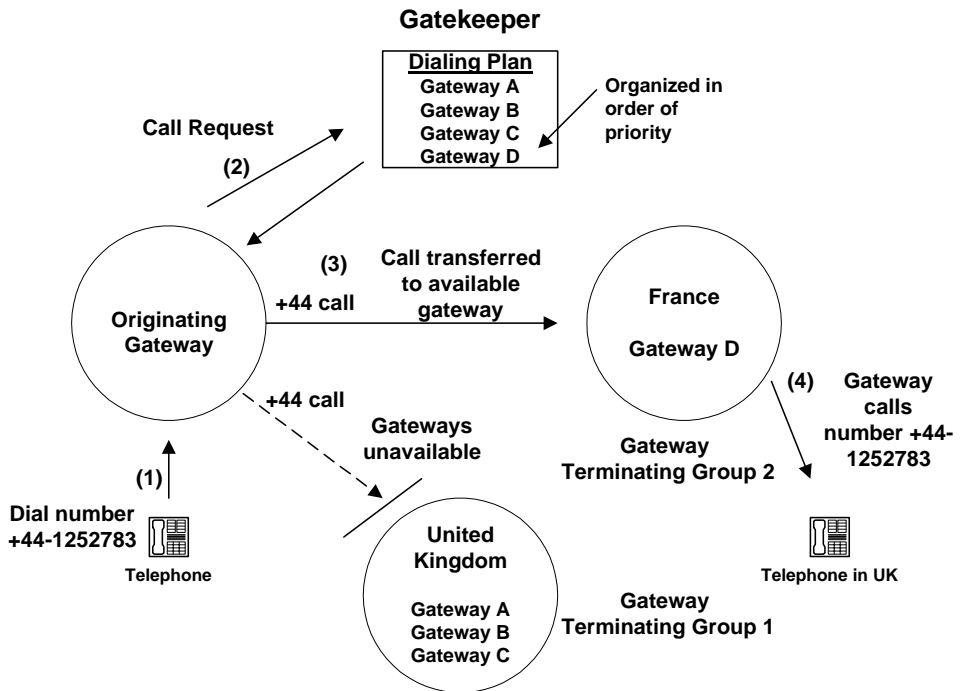 Gatekeeper
Dialing Plan
Gateway A
Gateway B
Gateway C
Gateway D
Organized in
order of
priority
Call Request
(2)
(3)
Call transferred
to available
gateway
+44 call
Originating
Gateway
France
Gateway D
(4)
Gateway
calls
number +44-
1252783
+44 call
Gateways
unavailable
Gateway
Terminating Group 2
(1)
Dial number
+44-1252783
Telephone
United
Kingdom
Gateway A
Gateway B
Gateway C
Gateway
Terminating Group 1
Telephone in UK